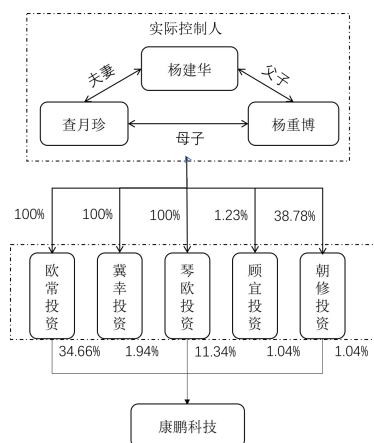 实际控制人
杨建华
夫妻
父子
查月珍
杨重博
母子
100% 100% 100% 1.23% 38.78%
欧常投资
冀幸投资
琴欧投资
顾宜投资
朝修投资
34.66% 1.94% 11.34% 1.04% 1.04%
康鹏科技